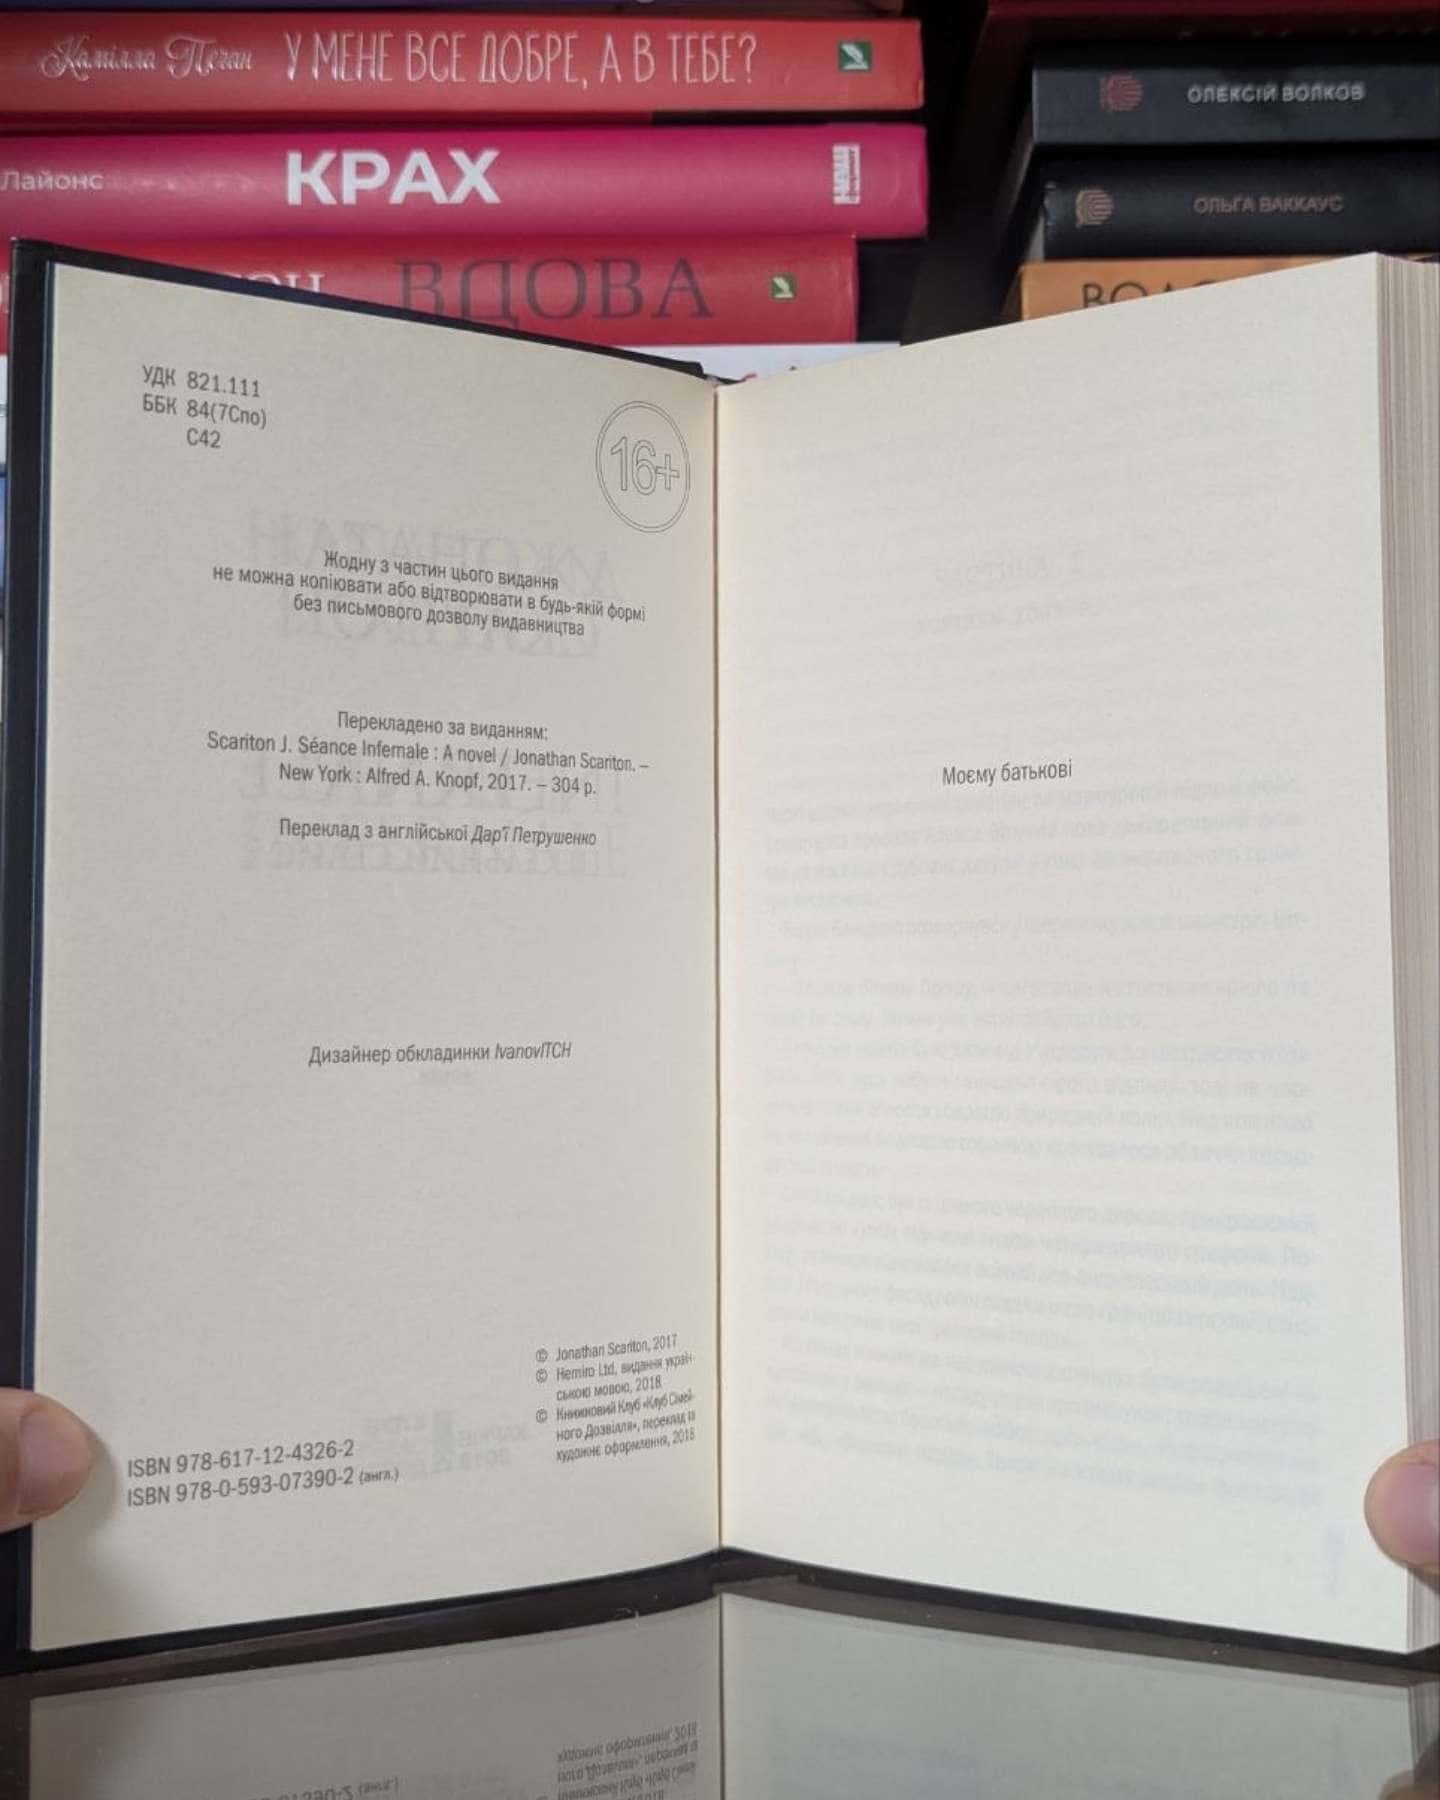 Камілла Пеган У МЕНЕ ВСЕ ДОБРЕ, А В ТЕБЕ?
Лайонс КРАХ
ВДОВА
ОЛЕКСІЙ ВОЛКОВ
ОЛЬГА ВАККАУС
УДК 821.111
ББК 84(7Спо)
С42
16+
Жодну з частин цього видання
не можна копіювати або відтворювати в будь-якій формі
без письмового дозволу видавництва
Перекладено за виданням:
Scariton J. Séance Infernale : A novel / Jonathan Scariton. –
New York : Alfred A. Knopf, 2017. – 304 p.
Переклад з англійської Дар'ї Петрушенко
Дизайнер обкладинки IvanovITCH
© Jonathan Scariton, 2017
© Hemiro Ltd, видання україн-
ською мовою, 2018
© Книжковий Клуб «Клуб Сімей-
ного Дозвілля», переклад та
художнє оформлення, 2018
ISBN 978-617-12-4326-2
ISBN 978-0-593-07390-2 (англ.)
Моєму батькові